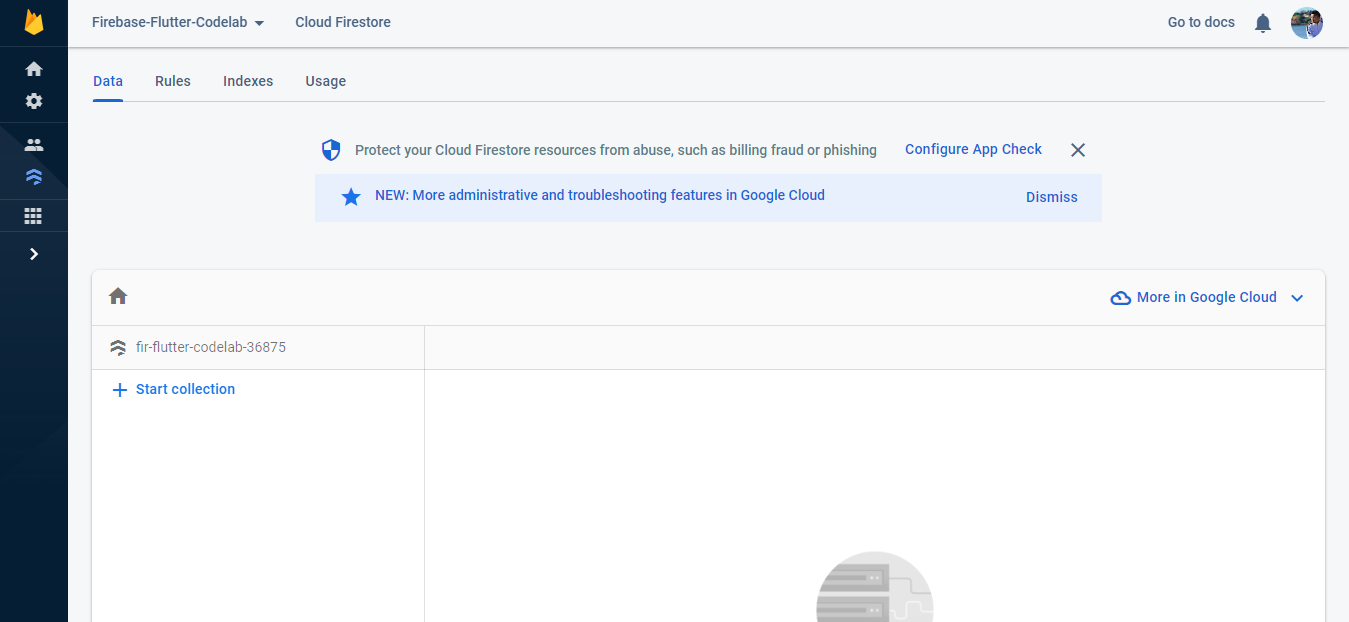 Firebase-Flutter-Codelab Cloud Firestore Go to docs
Data Rules Indexes Usage
Protect your Cloud Firestore resources from abuse, such as billing fraud or phishing Configure App Check
NEW: More administrative and troubleshooting features in Google Cloud Dismiss
More in Google Cloud
fir-flutter-codelab-36875
Start collection